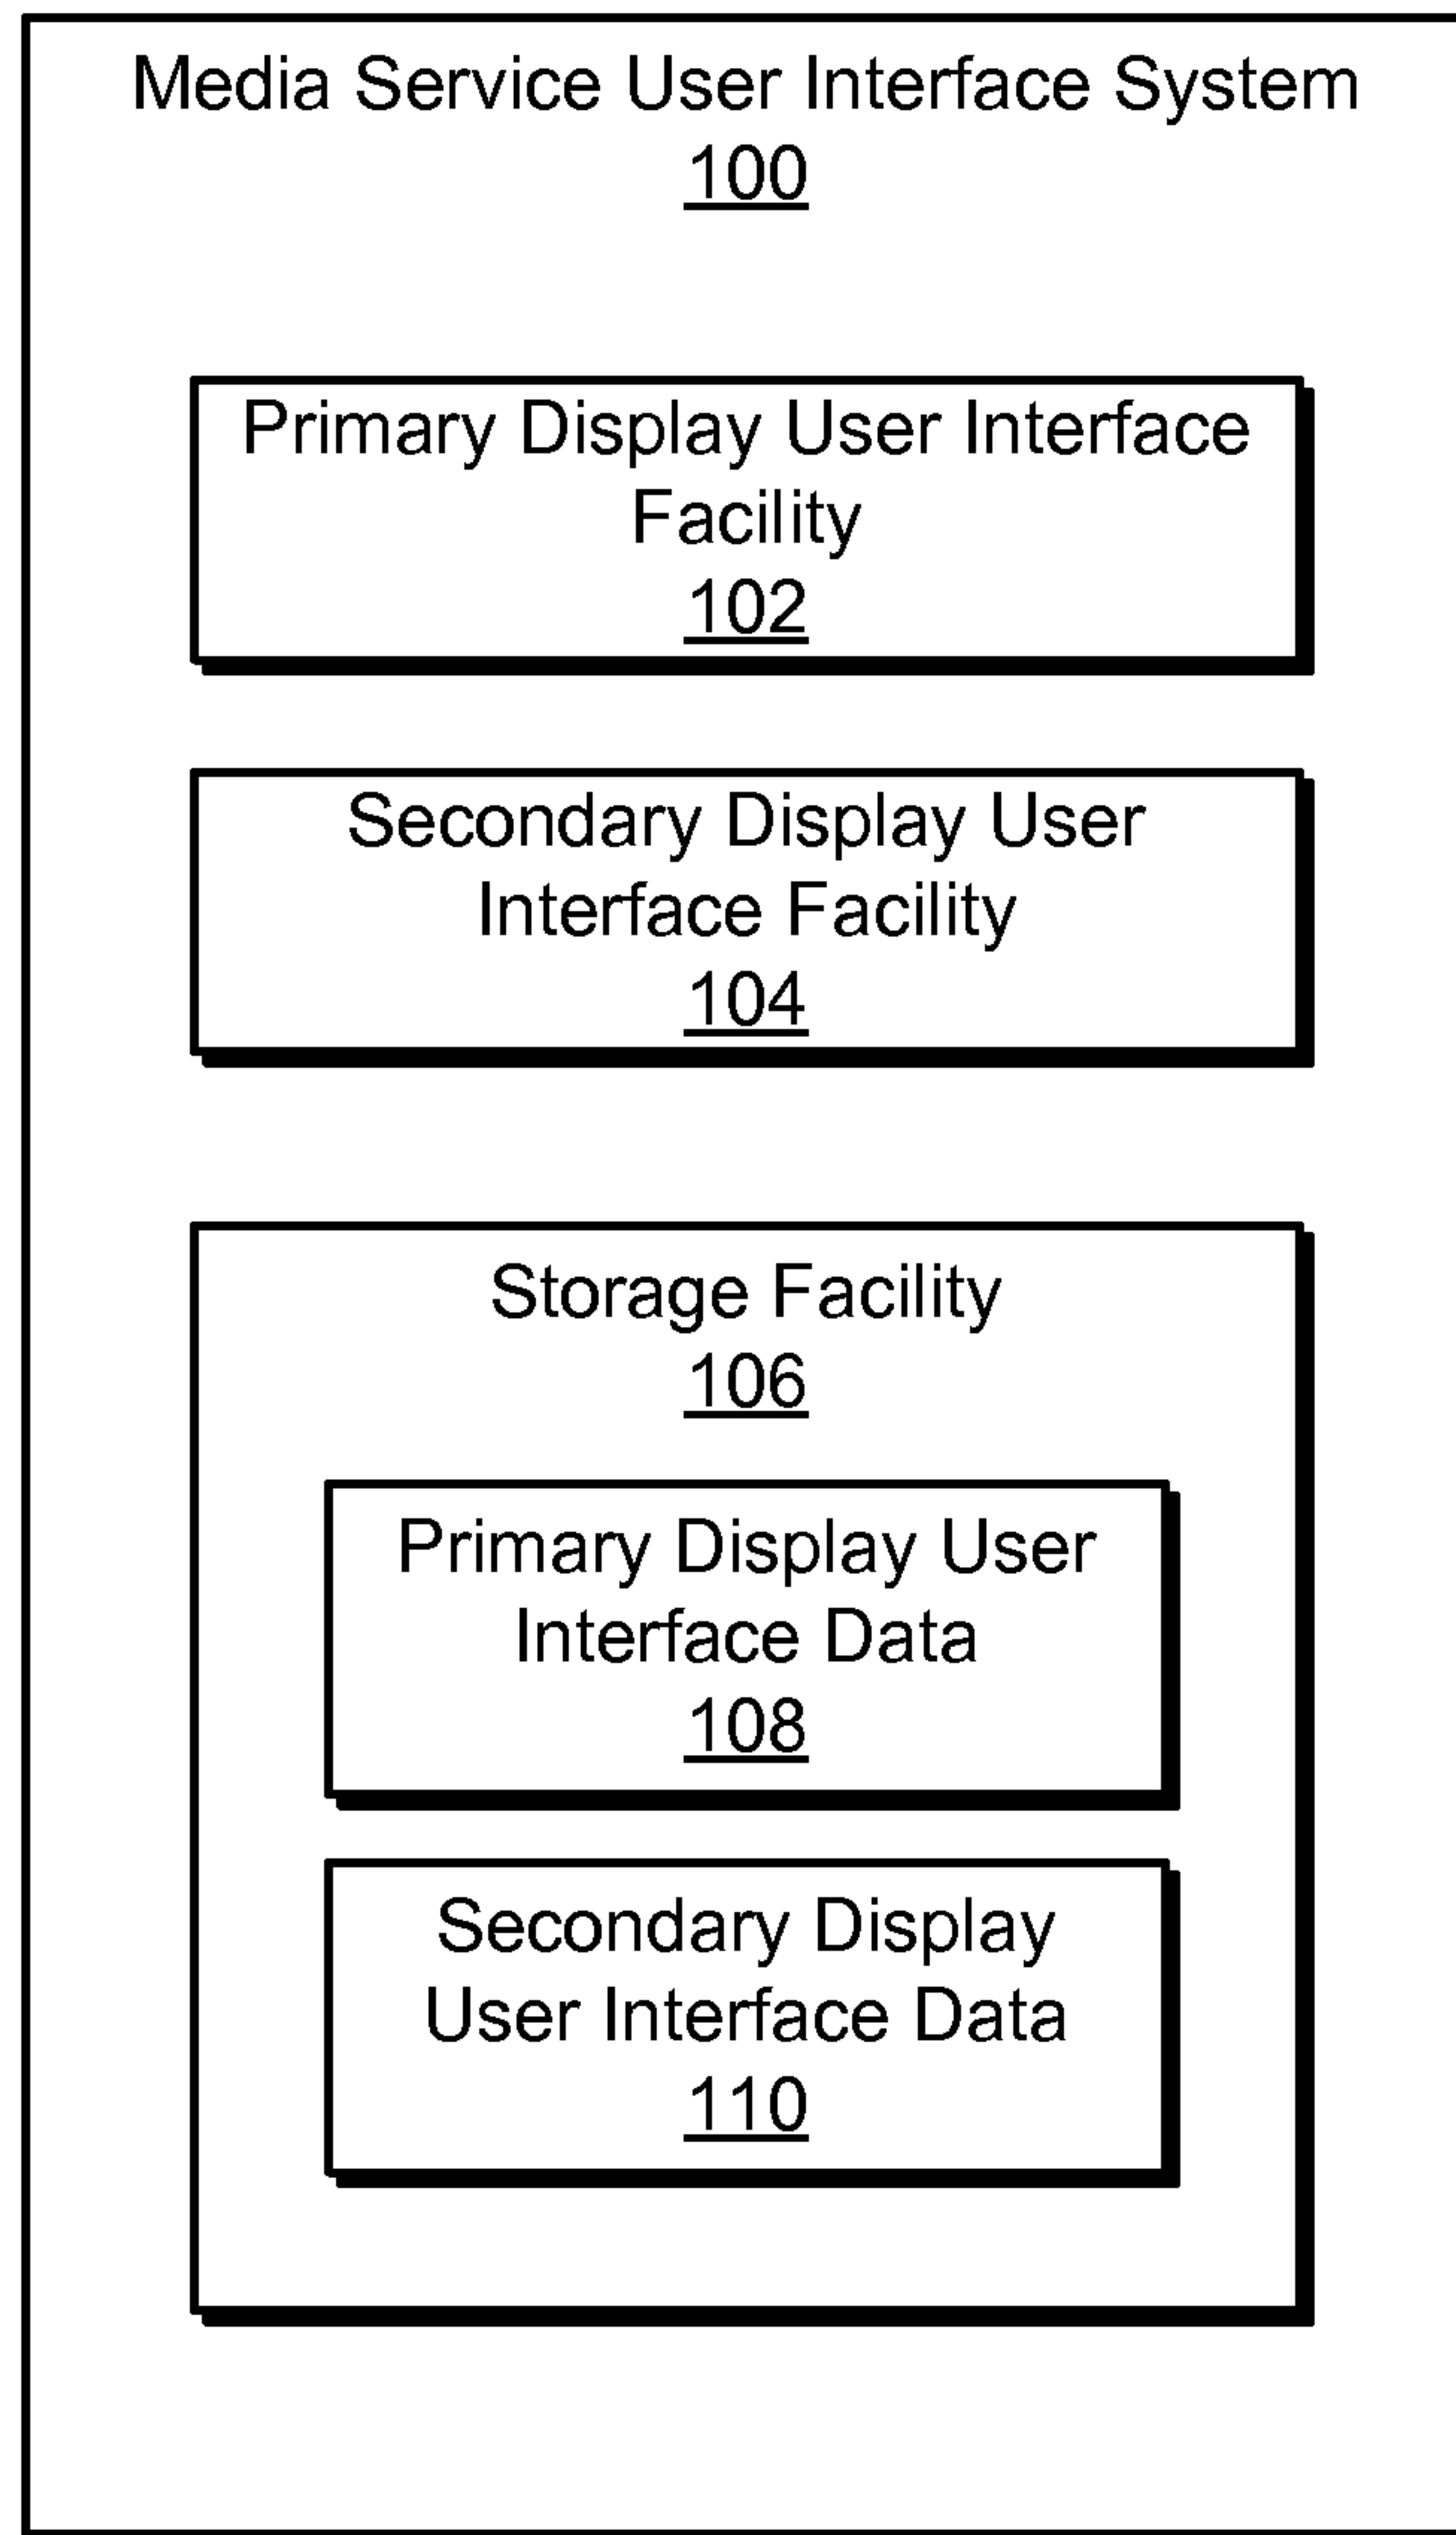 Media Service User Interface System
100
Primary Display User Interface
Facility
102
Secondary Display User
Interface Facility
104
Storage Facility
106
Primary Display User
Interface Data
108
Secondary Display
User Interface Data
110